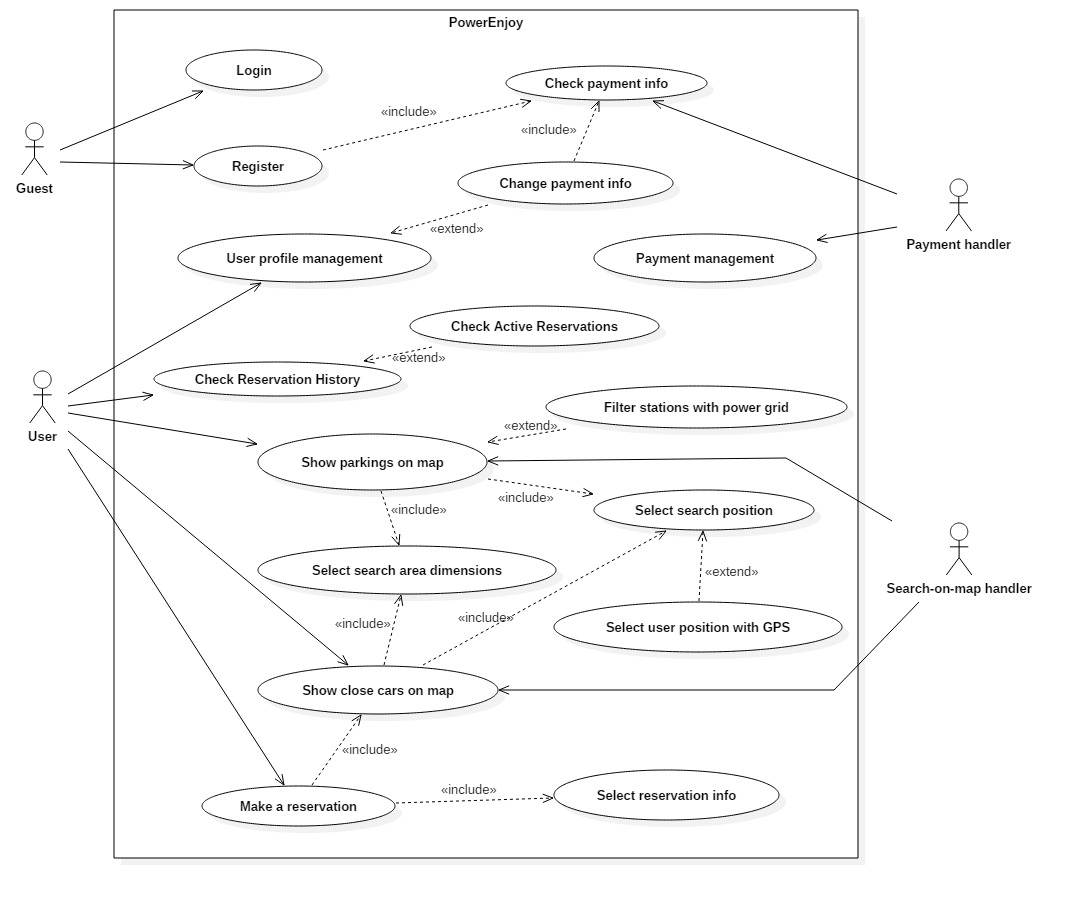 PowerEnjoy
Login
Check payment info
«include»
«include»
Guest
Register
Change payment info
«extend»
Payment handler
User profile management
Payment management
Check Active Reservations
«extend»
Check Reservation History
User
Filter stations with power grid
«extend»
Show parkings on map
«include»
«include»
Select search position
Select search area dimensions
«extend»
Search-on-map handler
«include»
«include»
Select user position with GPS
Show close cars on map
«include»
«include»
Make a reservation
Select reservation info